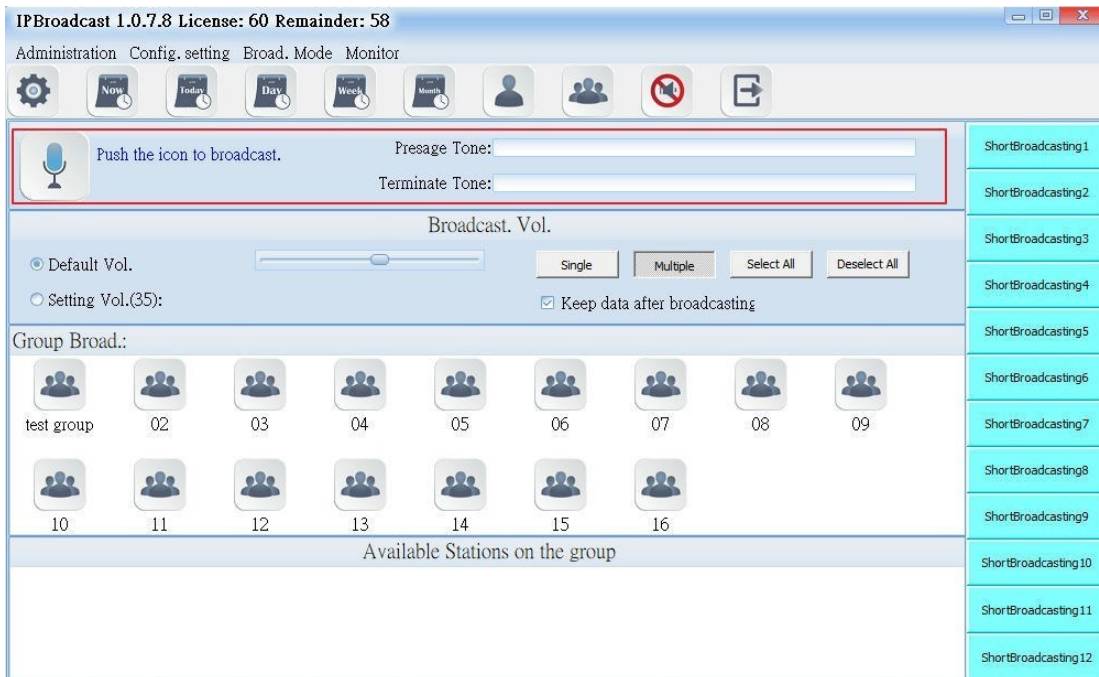 IPBroadcast 1.0.7.8 License: 60 Remainder: 58
Administration Config. setting Broad. Mode Monitor
Now Today Day Week Month
Push the icon to broadcast.
Presage Tone:
Terminate Tone:
Broadcast. Vol.
Default Vol.
Single Multiple Select All Deselect All
Setting Vol.(35):
Keep data after broadcasting
Group Broad.:
test group 02 03 04 05 06 07 08 09
10 11 12 13 14 15 16
Available Stations on the group
ShortBroadcasting1
ShortBroadcasting2
ShortBroadcasting3
ShortBroadcasting4
ShortBroadcasting5
ShortBroadcasting6
ShortBroadcasting7
ShortBroadcasting8
ShortBroadcasting9
ShortBroadcasting10
ShortBroadcasting11
ShortBroadcasting12